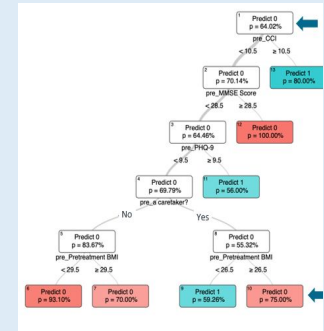 1
Predict 0
p = 64.02%
pre_CCI
< 10.5 ≥ 10.5
2
Predict 0
p = 70.14%
13
Predict 1
p = 80.00%
pre_MMSE Score
< 28.5 ≥ 28.5
3
Predict 0
p = 64.46%
12
Predict 0
p = 100.00%
pre_PHQ-9
< 9.5 ≥ 9.5
4
Predict 0
p = 69.79%
11
Predict 1
p = 56.00%
pre_a caretaker?
No Yes
5
Predict 0
p = 83.67%
8
Predict 0
p = 55.32%
pre_Pretreatment BMI pre_Pretreatment BMI
< 29.5 ≥ 29.5 < 26.5 ≥ 26.5
6
Predict 0
p = 93.10%
7
Predict 0
p = 70.00%
9
Predict 1
p = 59.26%
10
Predict 0
p = 75.00%